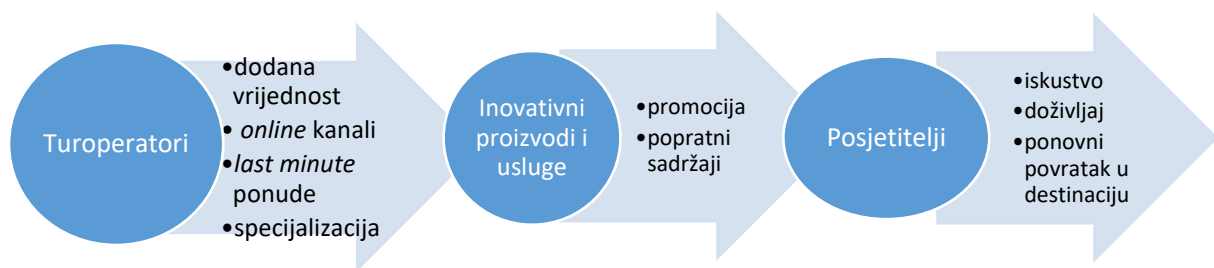 Turoperatori
•dodana
vrijednost
• online kanali
•last minute
ponude
•specijalizacija
Inovativni
proizvodi i
usluge
•promocija
•popratni
sadržaji
Posjetitelji
•iskustvo
•doživljaj
•ponovni
povratak u
destinaciju